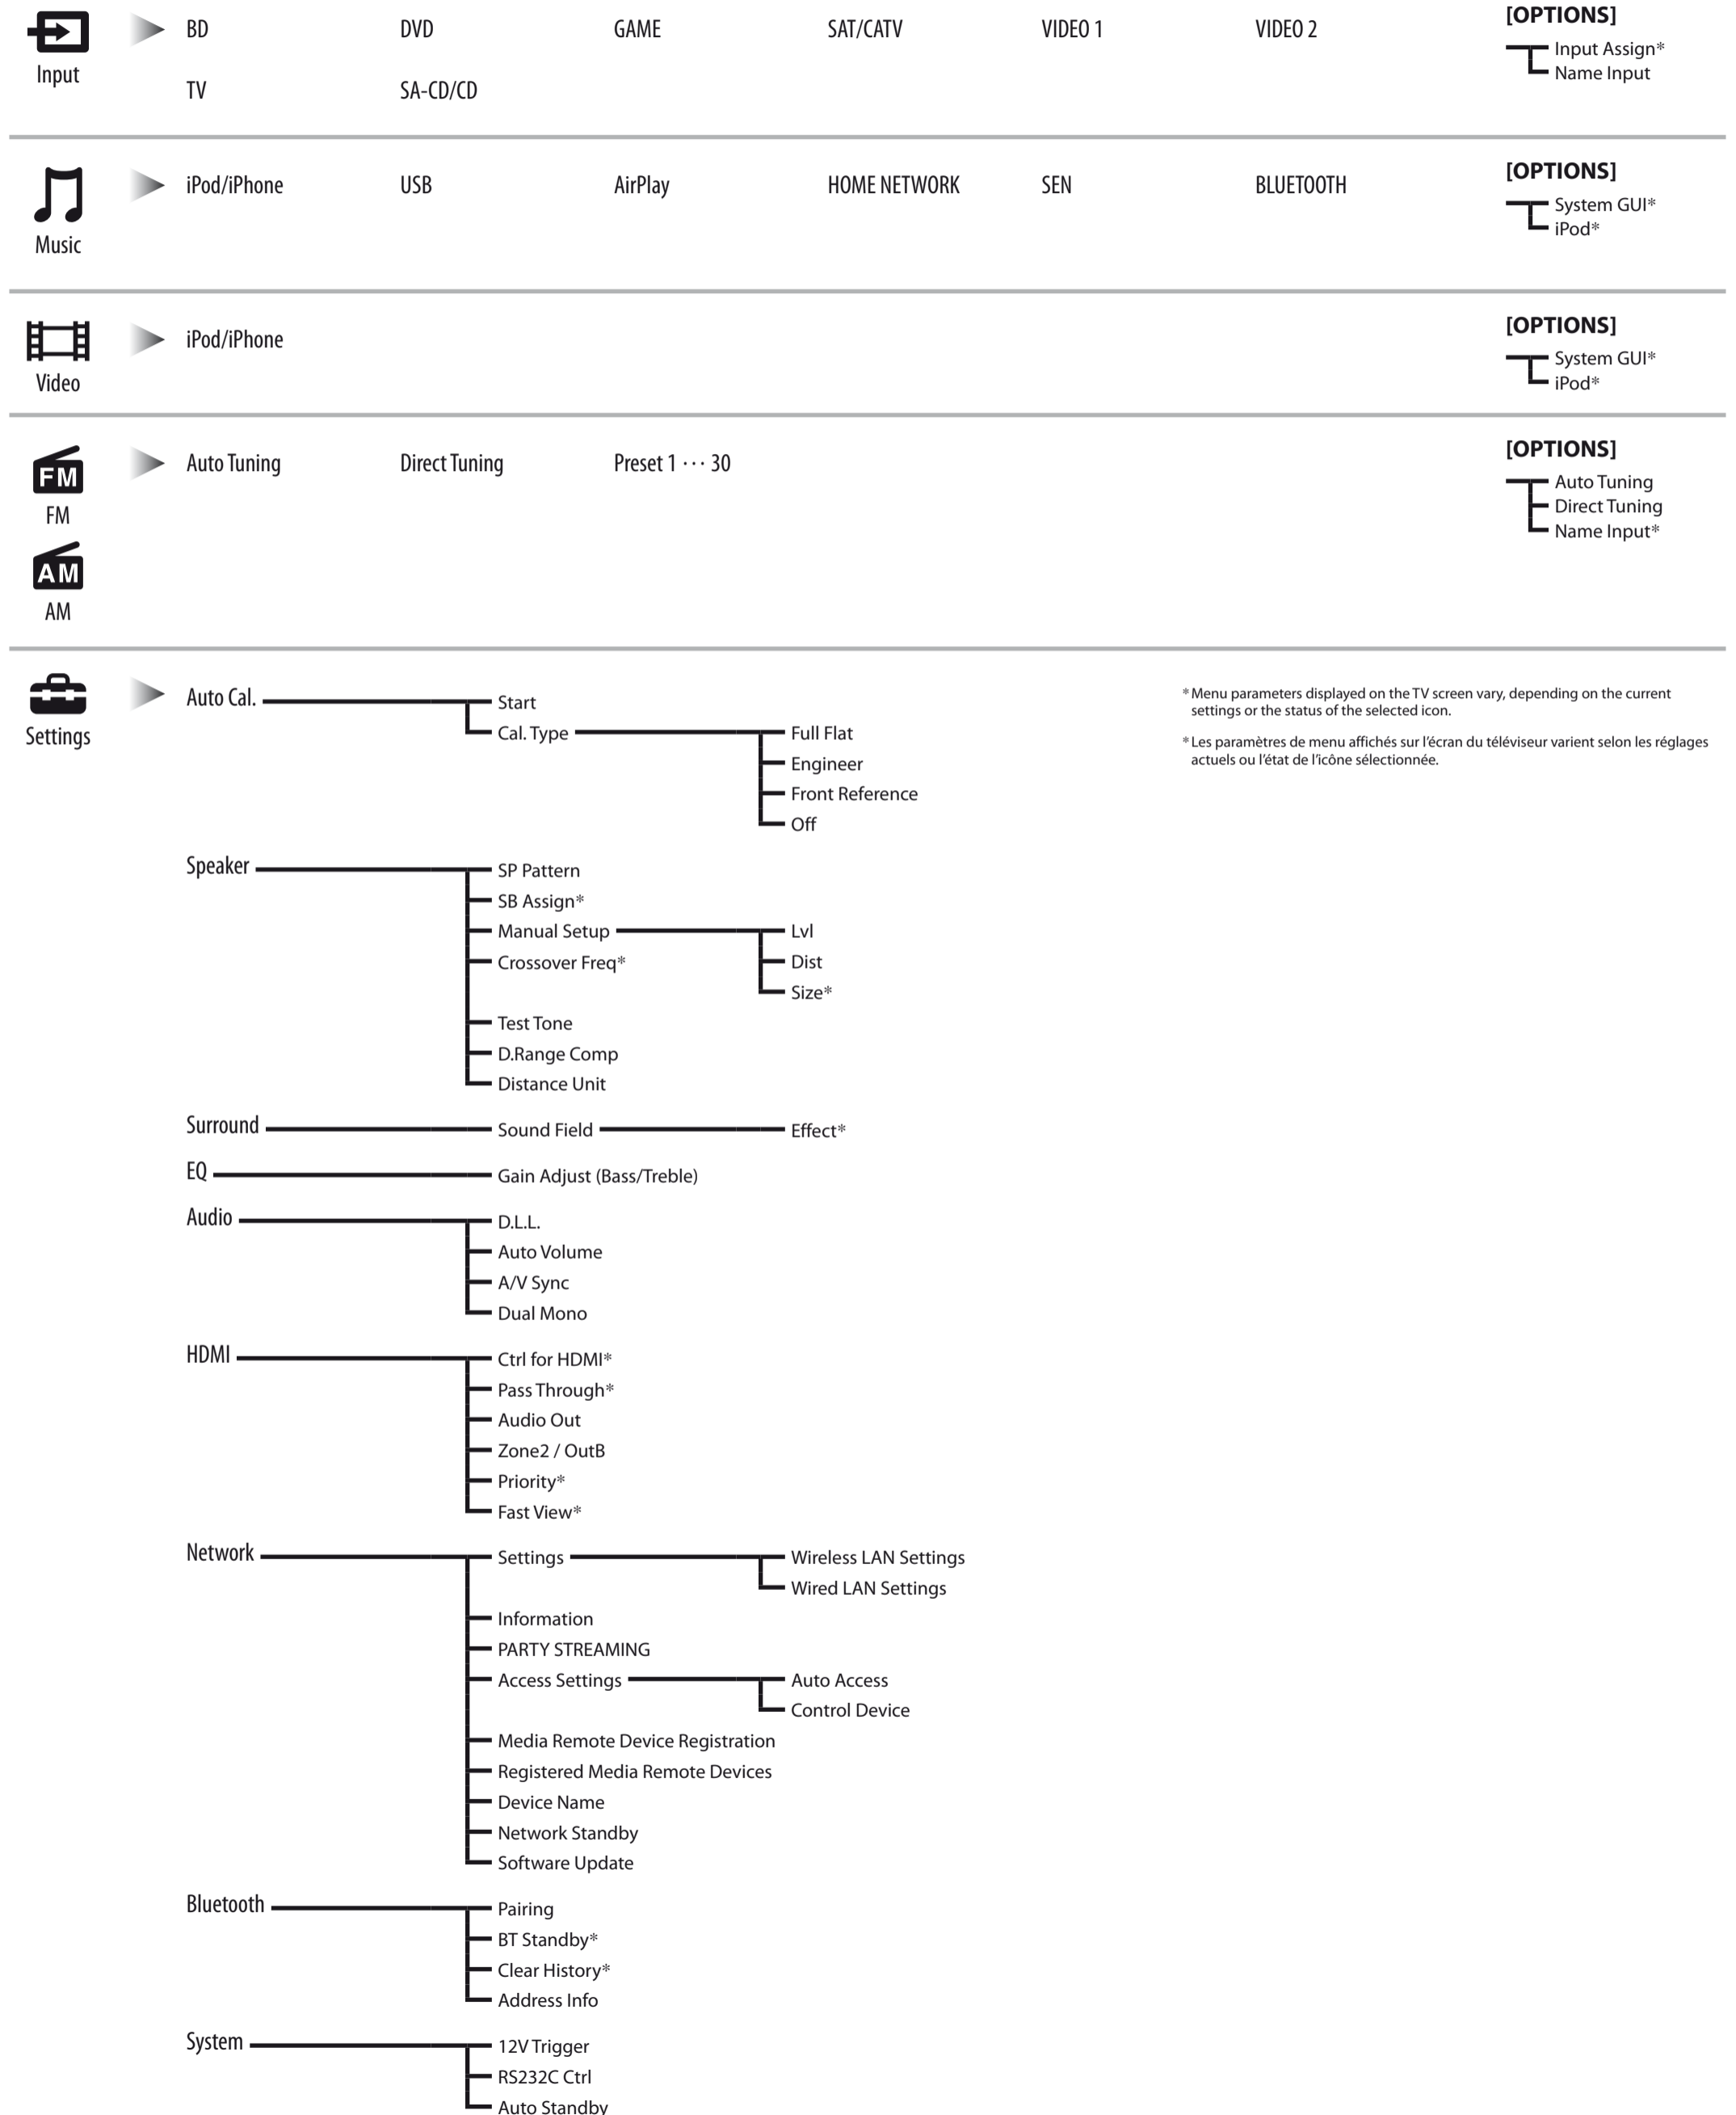 BD DVD GAME SAT/CATV VIDEO 1 VIDEO 2
TV SA-CD/CD
Input
[OPTIONS]
Input Assign*
Name Input
iPod/iPhone USB AirPlay HOME NETWORK SEN BLUETOOTH
Music
[OPTIONS]
System GUI*
iPod*
iPod/iPhone
Video
[OPTIONS]
System GUI*
iPod*
FM
FM
AM
AM
Auto Tuning Direct Tuning Preset 1 ··· 30
[OPTIONS]
Auto Tuning
Direct Tuning
Name Input*
Settings
Auto Cal.
Start
Cal. Type
Full Flat
Engineer
Front Reference
Off
*Menu parameters displayed on the TV screen vary, depending on the current
settings or the status of the selected icon.
*Les paramètres de menu affichés sur l’écran du téléviseur varient selon les réglages
actuels ou l’état de l’icône sélectionnée.
Speaker
SP Pattern
SB Assign*
Manual Setup
Lvl
Dist
Size*
Crossover Freq*
Test Tone
D.Range Comp
Distance Unit
Surround
Sound Field
Effect*
EQ
Gain Adjust (Bass/Treble)
Audio
D.L.L.
Auto Volume
A/V Sync
Dual Mono
HDMI
Ctrl for HDMI*
Pass Through*
Audio Out
Zone2 / OutB
Priority*
Fast View*
Network
Settings
Wireless LAN Settings
Wired LAN Settings
Information
PARTY STREAMING
Access Settings
Auto Access
Control Device
Media Remote Device Registration
Registered Media Remote Devices
Device Name
Network Standby
Software Update
Bluetooth
Pairing
BT Standby*
Clear History*
Address Info
System
12V Trigger
RS232C Ctrl
Auto Standby